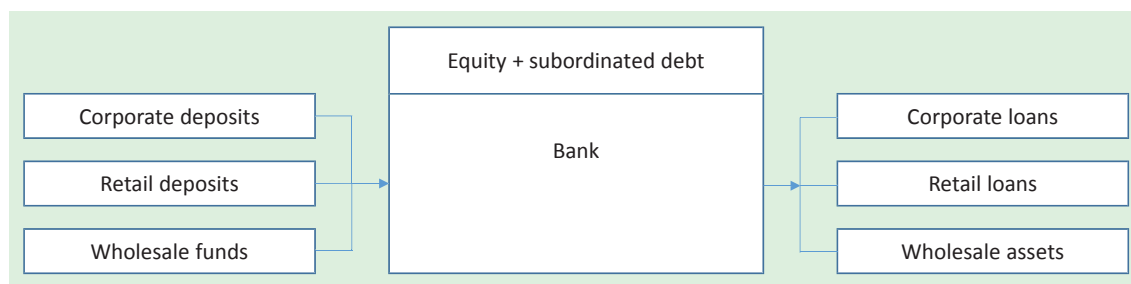 Equity + subordinated debt
Corporate deposits
Corporate loans
Bank
Retail deposits
Retail loans
Wholesale funds
Wholesale assets